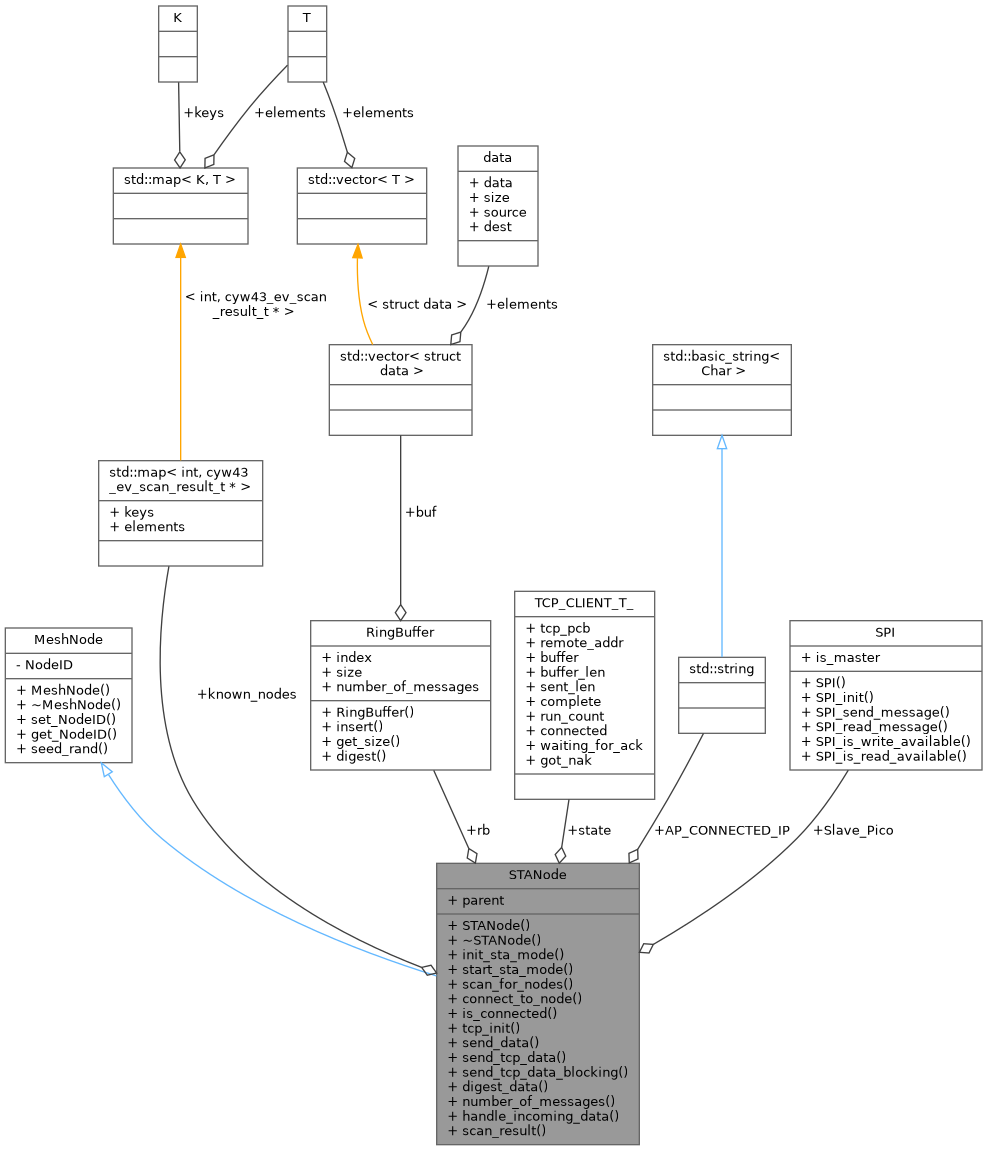 K
T
+keys
+elements
+elements
std::map< K, T >
std::vector< T >
data
+ data
+ size
+ source
+ dest
< int, cyw43_ev_scan
_result_t * >
< struct data >
+elements
std::vector< struct
data >
std::basic_string<
Char >
std::map< int, cyw43
_ev_scan_result_t * >
+ keys
+ elements
+buf
MeshNode
- NodeID
+ MeshNode()
+ ~MeshNode()
+ set_NodeID()
+ get_NodeID()
+ seed_rand()
+known_nodes
RingBuffer
+ index
+ size
+ number_of_messages
+ RingBuffer()
+ insert()
+ get_size()
+ digest()
TCP_CLIENT_T_
+ tcp_pcb
+ remote_addr
+ buffer
+ buffer_len
+ sent_len
+ complete
+ run_count
+ connected
+ waiting_for_ack
+ got_nak
std::string
SPI
+ is_master
+ SPI()
+ SPI_init()
+ SPI_send_message()
+ SPI_read_message()
+ SPI_is_write_available()
+ SPI_is_read_available()
+rb
+state
+AP_CONNECTED_IP
+Slave_Pico
STANode
+ parent
+ STANode()
+ ~STANode()
+ init_sta_mode()
+ start_sta_mode()
+ scan_for_nodes()
+ connect_to_node()
+ is_connected()
+ tcp_init()
+ send_data()
+ send_tcp_data()
+ send_tcp_data_blocking()
+ digest_data()
+ number_of_messages()
+ handle_incoming_data()
+ scan_result()